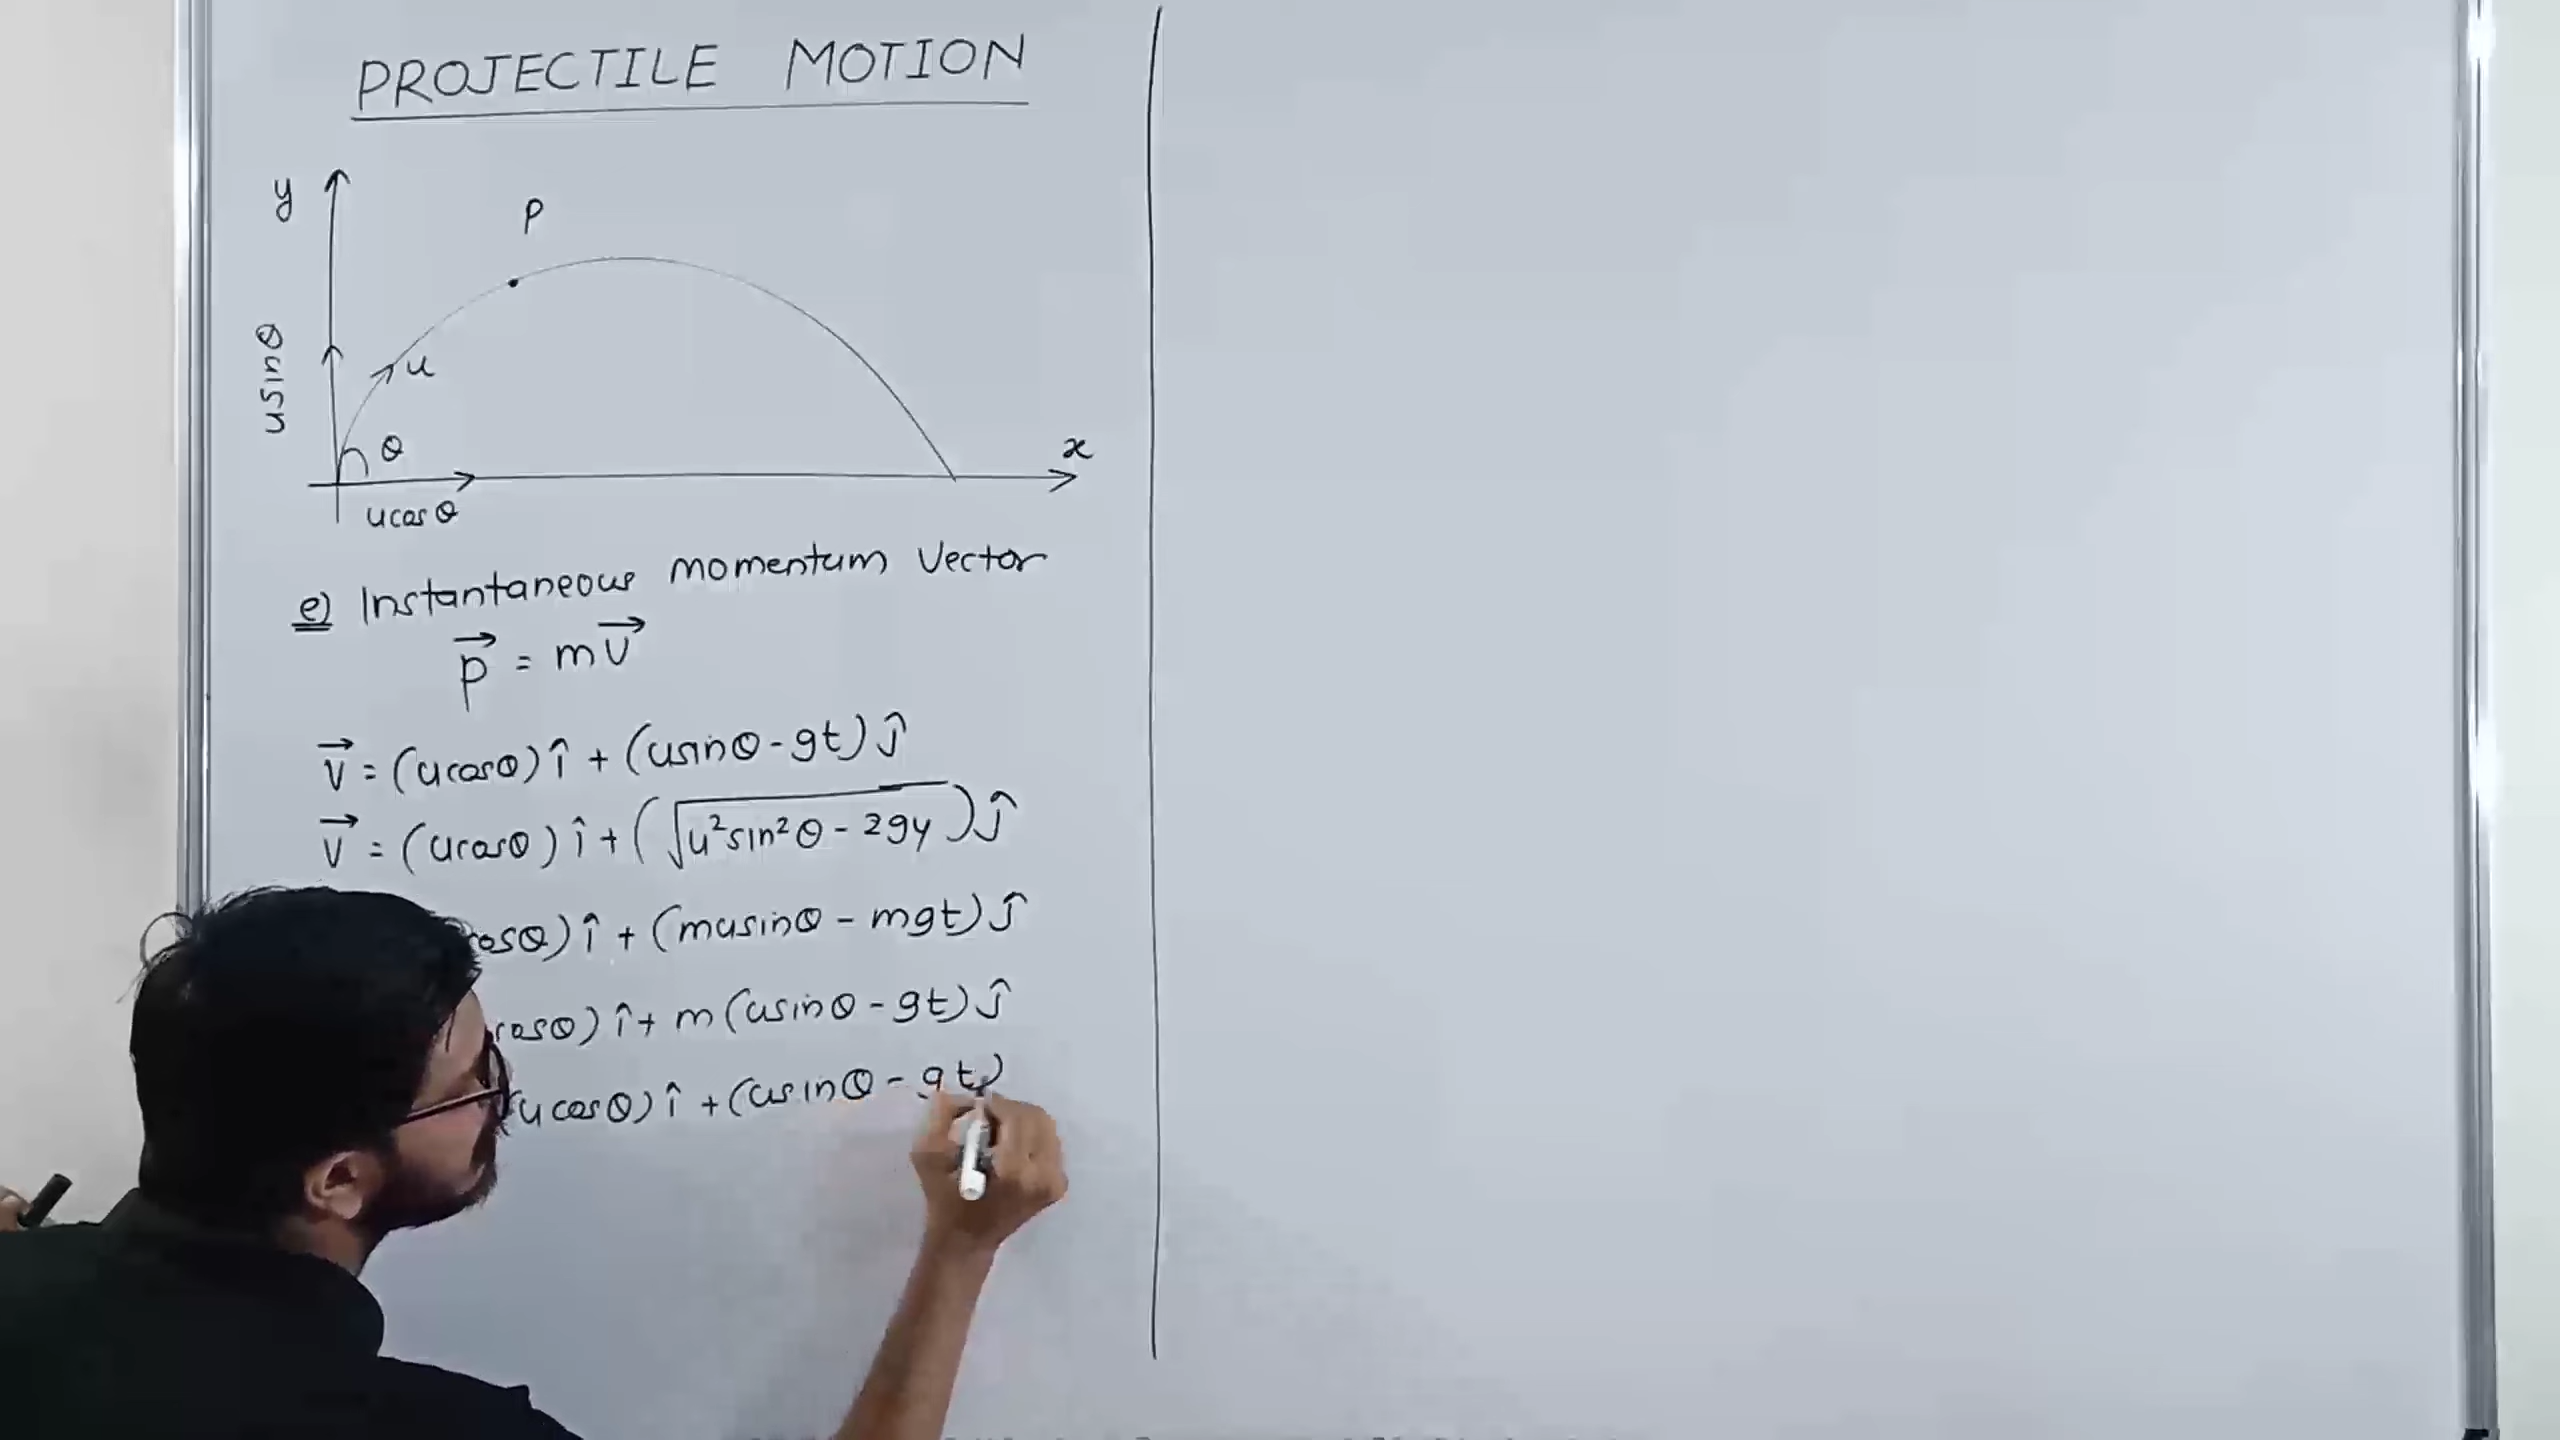 PROJECTILE MOTION
y
P
usinθ
u
θ
x
ucosθ
e) Instantaneous momentum Vector
p⃗ = mv⃗
v⃗ = (ucosθ)î + (usinθ-gt)ĵ
v⃗ = (ucosθ)î + (√(u²sin²θ - 2gy))ĵ
osθ)î + (musinθ - mgt)ĵ
cosθ)î + m(usinθ - gt)ĵ
(ucosθ)î + (usinθ - gt)